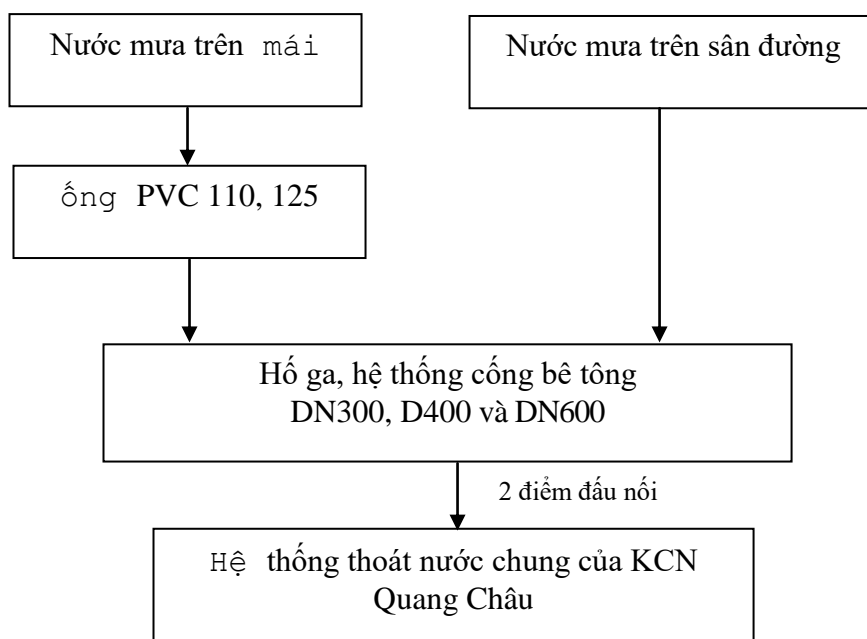 Nước mưa trên mái
Nước mưa trên sân đường
ống PVC 110, 125
Hố ga, hệ thống cống bê tông
DN300, D400 và DN600
2 điểm đấu nối
Hệ thống thoát nước chung của KCN
Quang Châu